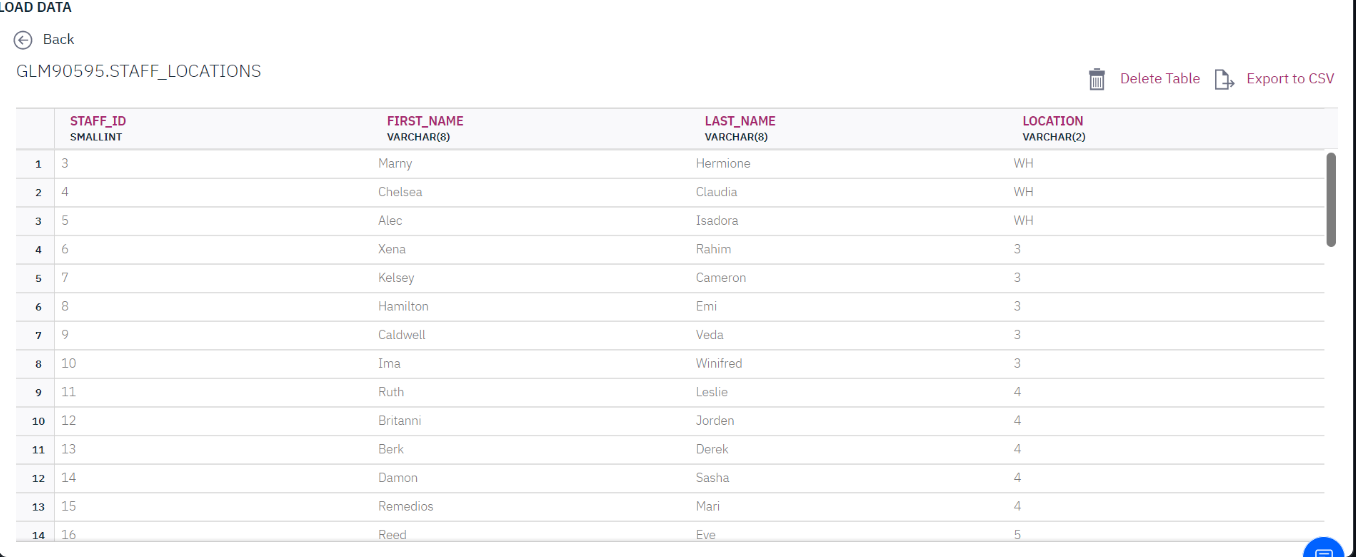 LOAD DATA
Back
GLM90595.STAFF_LOCATIONS
Delete Table Export to CSV
STAFF_ID FIRST_NAME LAST_NAME LOCATION
SMALLINT VARCHAR(8) VARCHAR(8) VARCHAR(2)
1 3 Marny Hermione WH
2 4 Chelsea Claudia WH
3 5 Alec Isadora WH
4 6 Xena Rahim 3
5 7 Kelsey Cameron 3
6 8 Hamilton Emi 3
7 9 Caldwell Veda 3
8 10 Ima Winifred 3
9 11 Ruth Leslie 4
10 12 Britanni Jorden 4
11 13 Berk Derek 4
12 14 Damon Sasha 4
13 15 Remedios Mari 4
14 16 Reed Eve 5